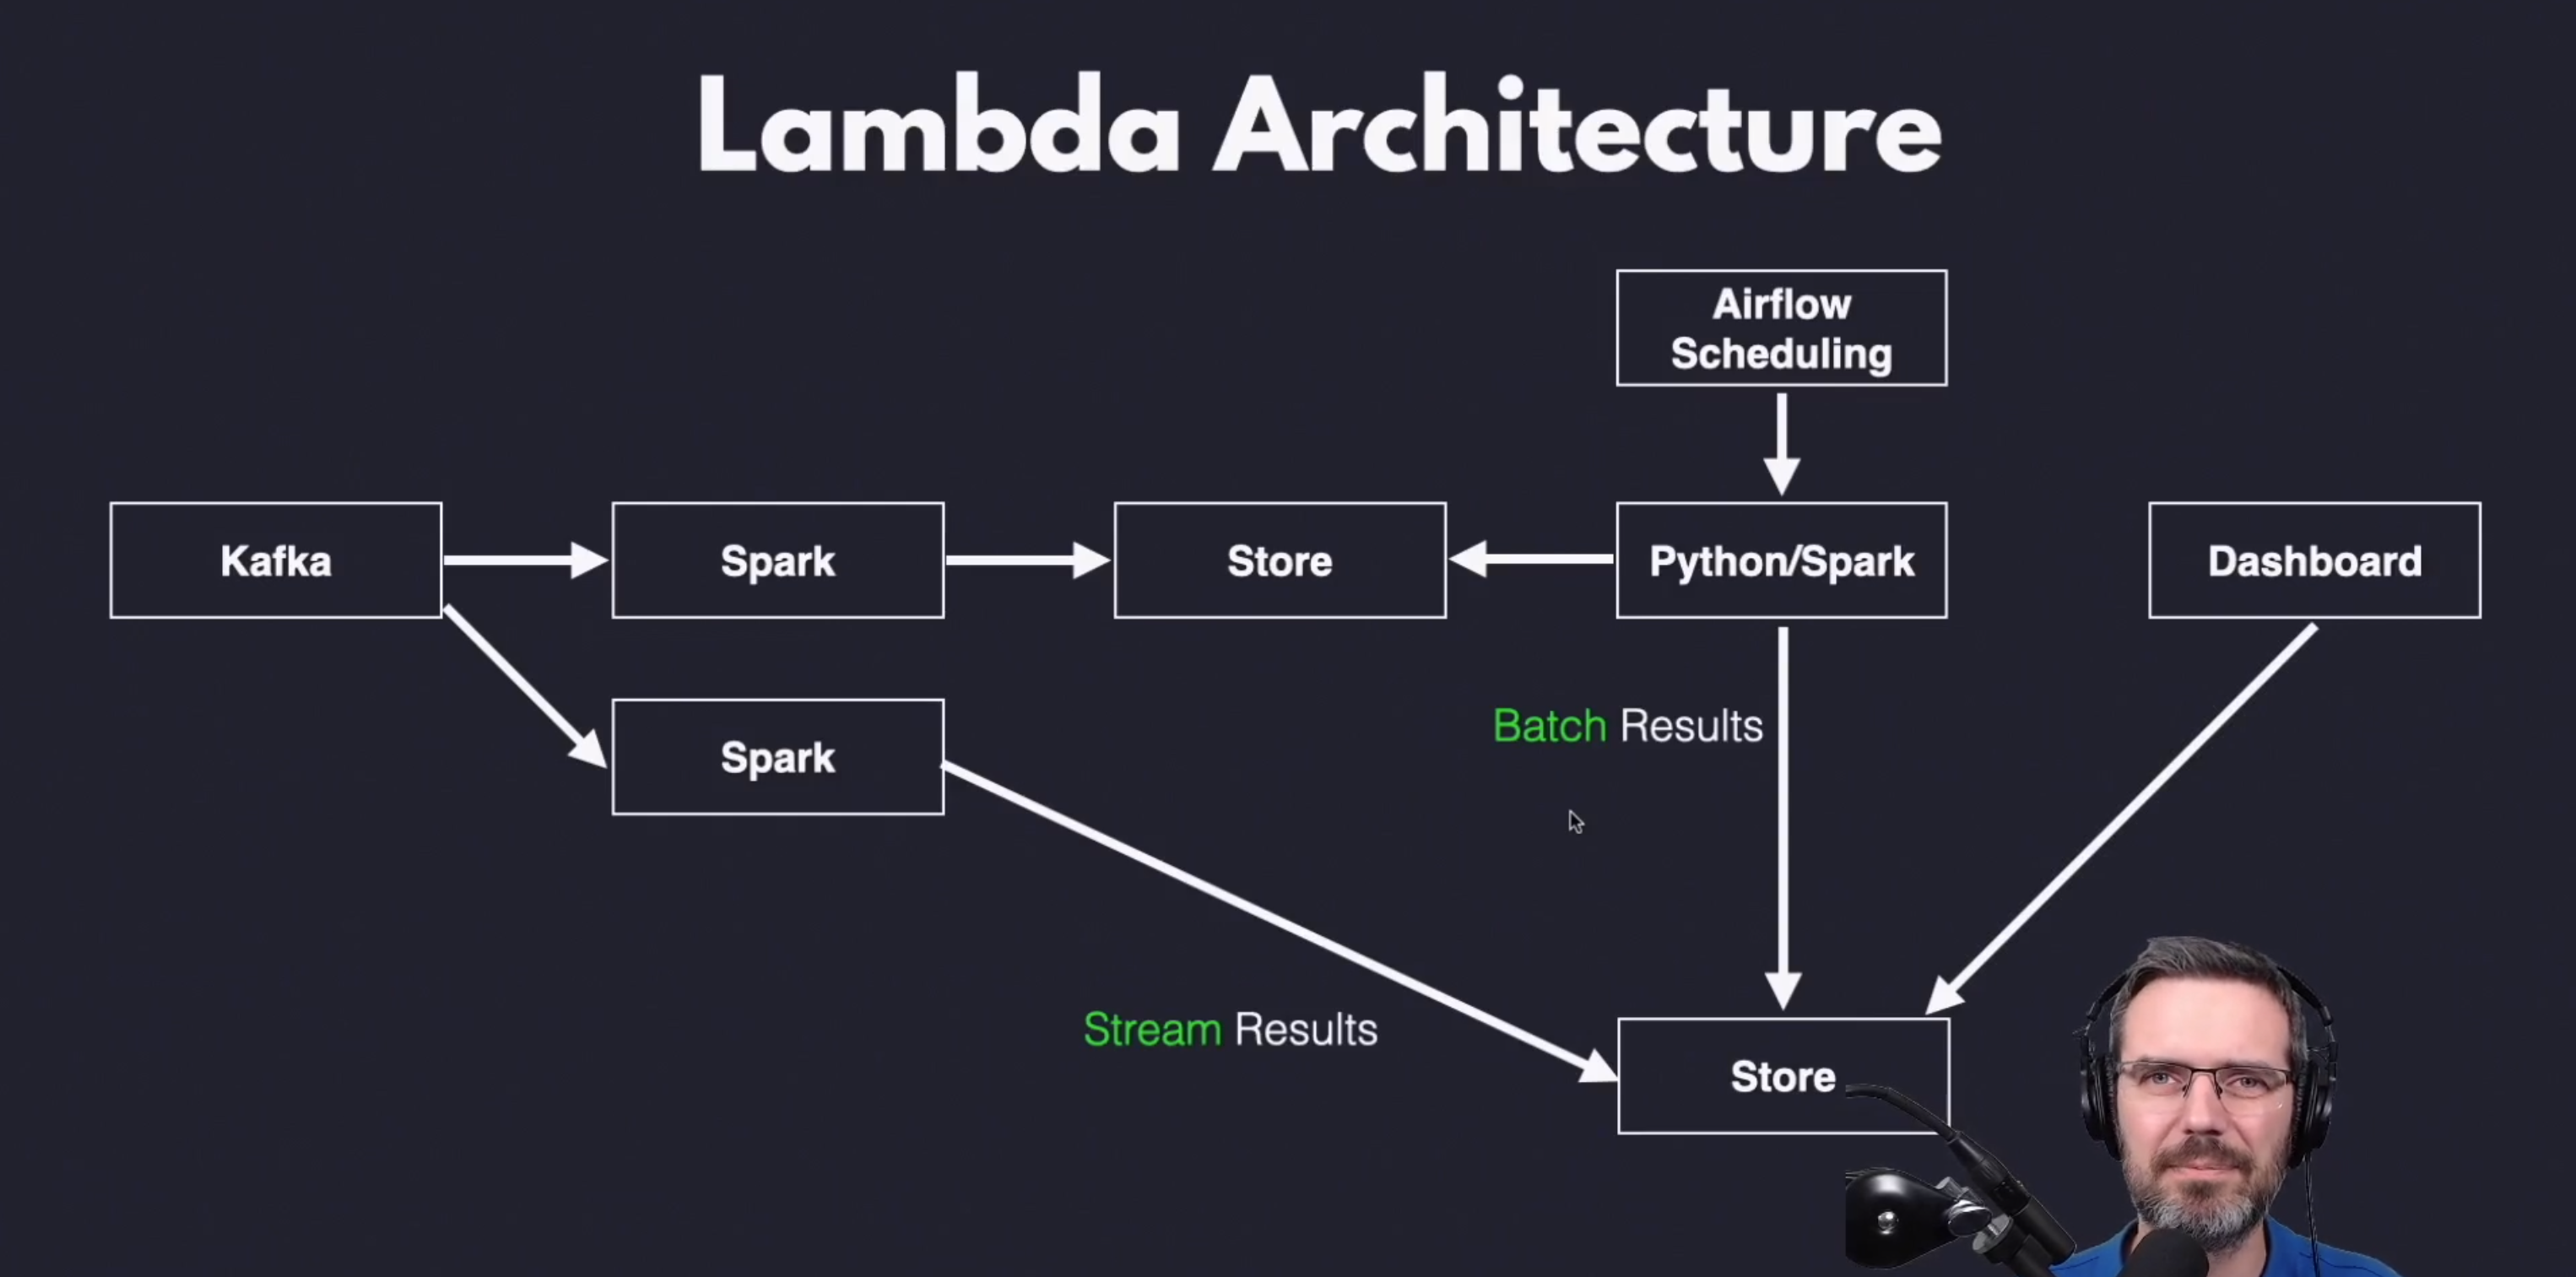 Lambda Architecture
Airflow
Scheduling
Kafka
Spark
Store
Python/Spark
Dashboard
Spark
Batch Results
Stream Results
Store